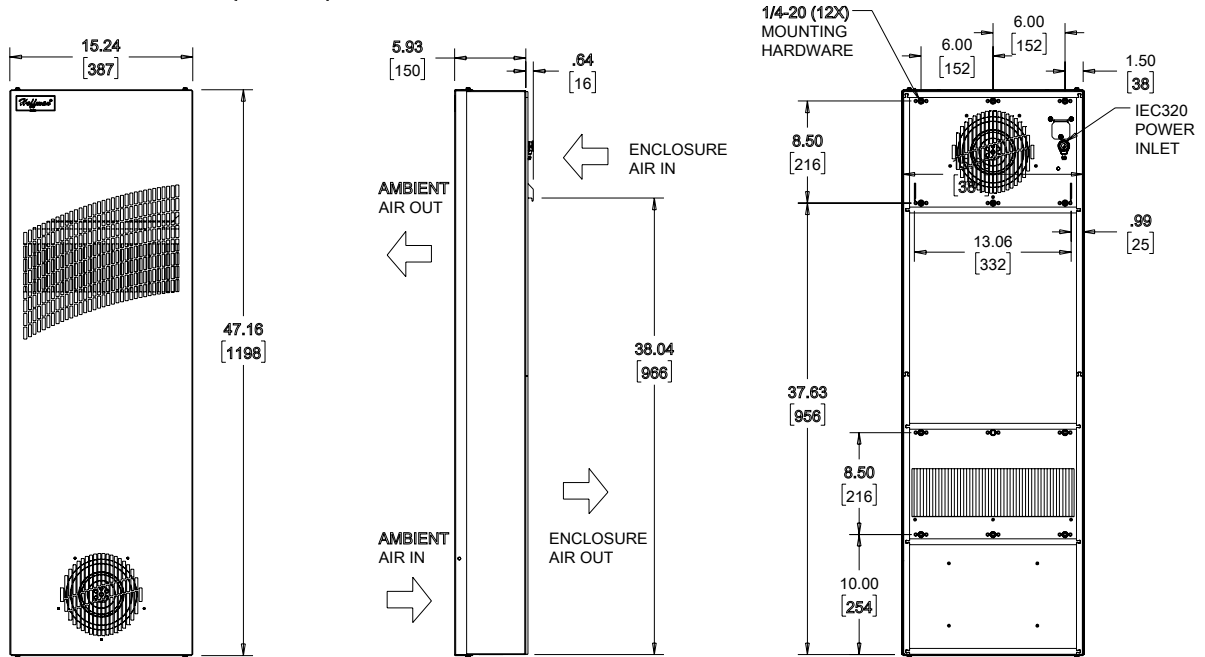 15.24
[387]
Hoffman
47.16
[1198]
5.93
[150]
.64
[16]
ENCLOSURE
AIR IN
AMBIENT
AIR OUT
38.04
[966]
AMBIENT
AIR IN
ENCLOSURE
AIR OUT
1/4-20 (12X)
MOUNTING
HARDWARE
6.00
[152]
6.00
[152]
1.50
[38]
IEC320
POWER
INLET
8.50
[216]
.99
[25]
13.06
[332]
37.63
[956]
8.50
[216]
10.00
[254]